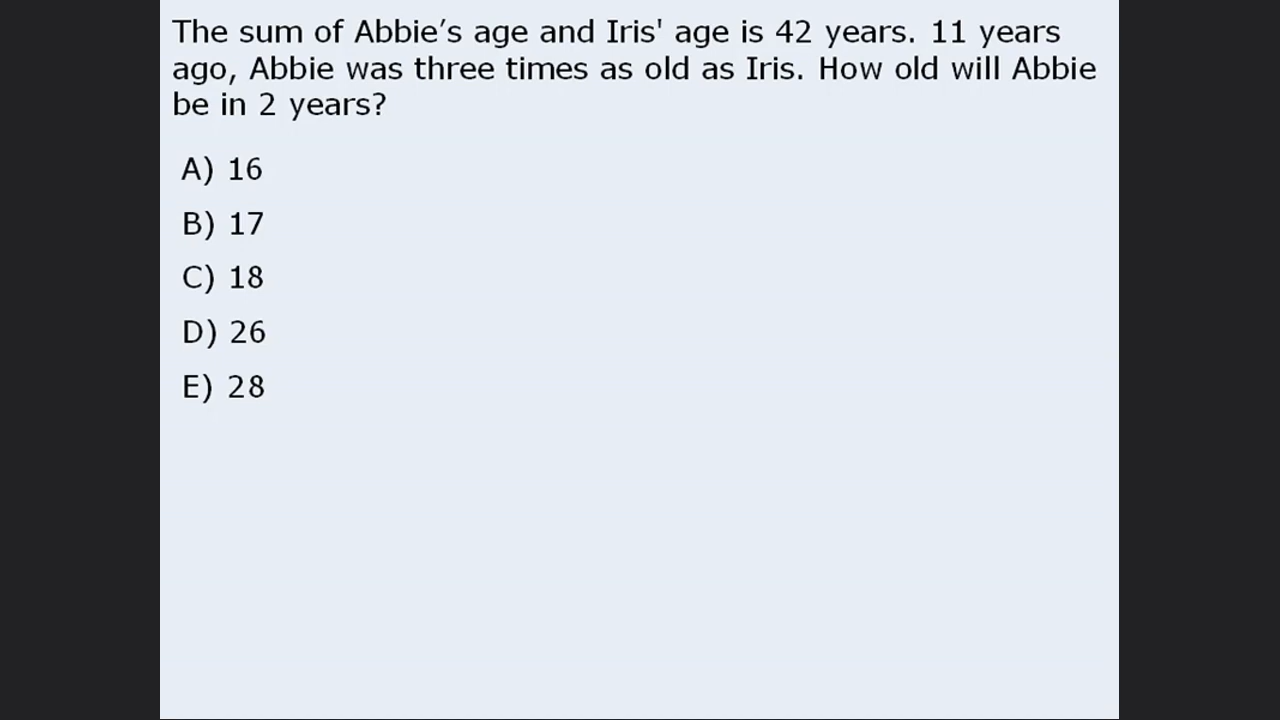 The sum of Abbie’s age and Iris' age is 42 years. 11 years
ago, Abbie was three times as old as Iris. How old will Abbie
be in 2 years?
A) 16
B) 17
C) 18
D) 26
E) 28